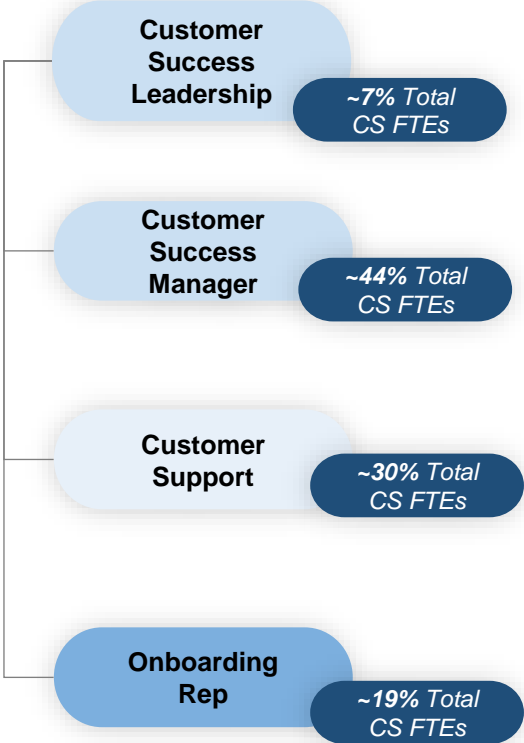 Customer
Success
Leadership
~7% Total
CS FTEs
Customer
Success
Manager
~44% Total
CS FTEs
Customer
Support
~30% Total
CS FTEs
Onboarding
Rep
~19% Total
CS FTEs